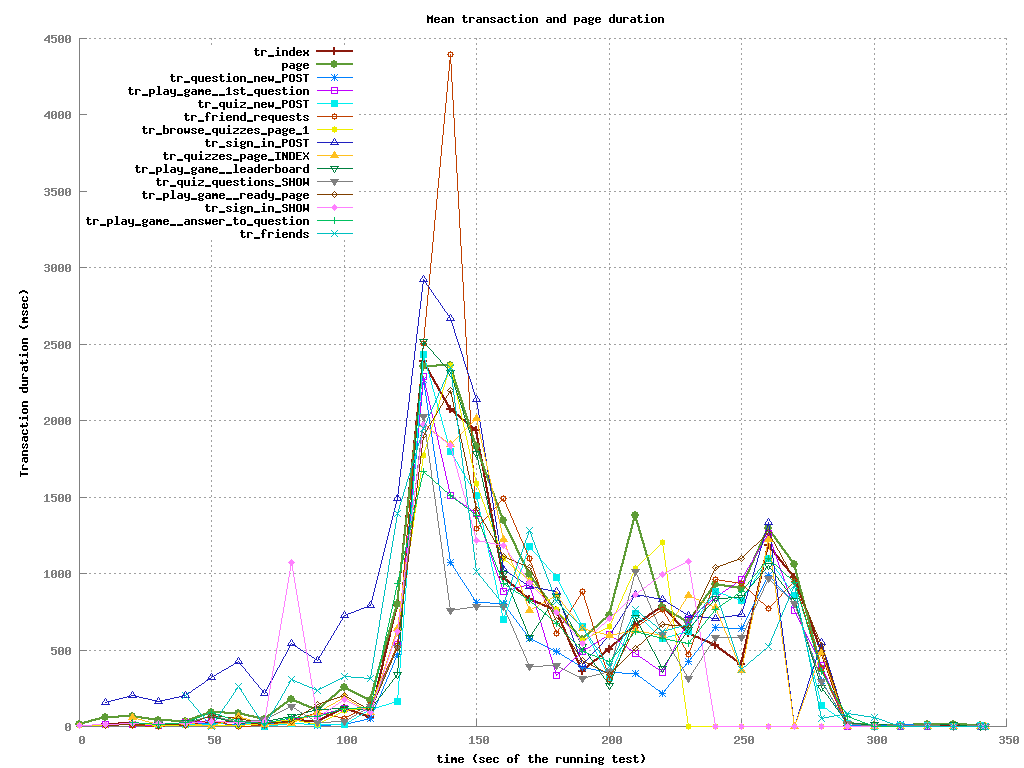 Mean transaction and page duration
4500
4000
3500
3000
2500
2000
1500
1000
500
0
Transaction duration (msec)
tr_index
page
tr_question_new_POST
tr_play_game__1st_question
tr_quiz_new_POST
tr_friend_requests
tr_browse_quizzes_page_1
tr_sign_in_POST
tr_quizzes_page_INDEX
tr_play_game__leaderboard
tr_quiz_questions_SHOW
tr_play_game__ready_page
tr_sign_in_SHOW
tr_play_game__answer_to_question
tr_friends
0 50 100 150 200 250 300 350
time (sec of the running test)